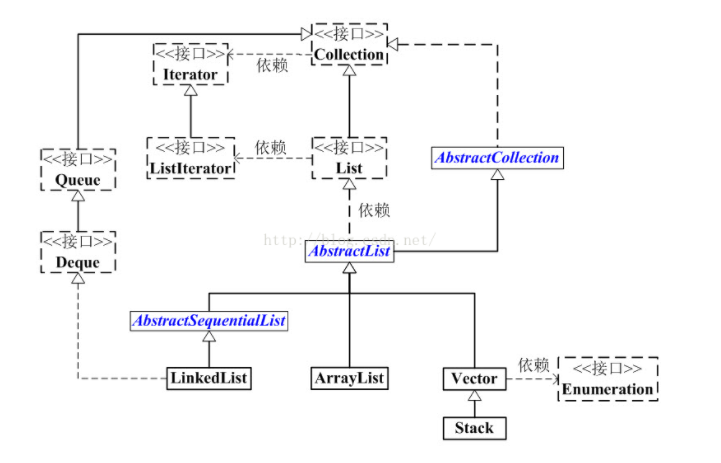 <<接口>>
Collection
<<接口>>
Iterator
依赖
<<接口>>
Queue
<<接口>>
ListIterator
依赖
<<接口>>
List
AbstractCollection
依赖
<<接口>>
Deque
http://blog.csdn.net/
AbstractList
AbstractSequentialList
LinkedList
ArrayList
Vector
依赖
<<接口>>
Enumeration
Stack